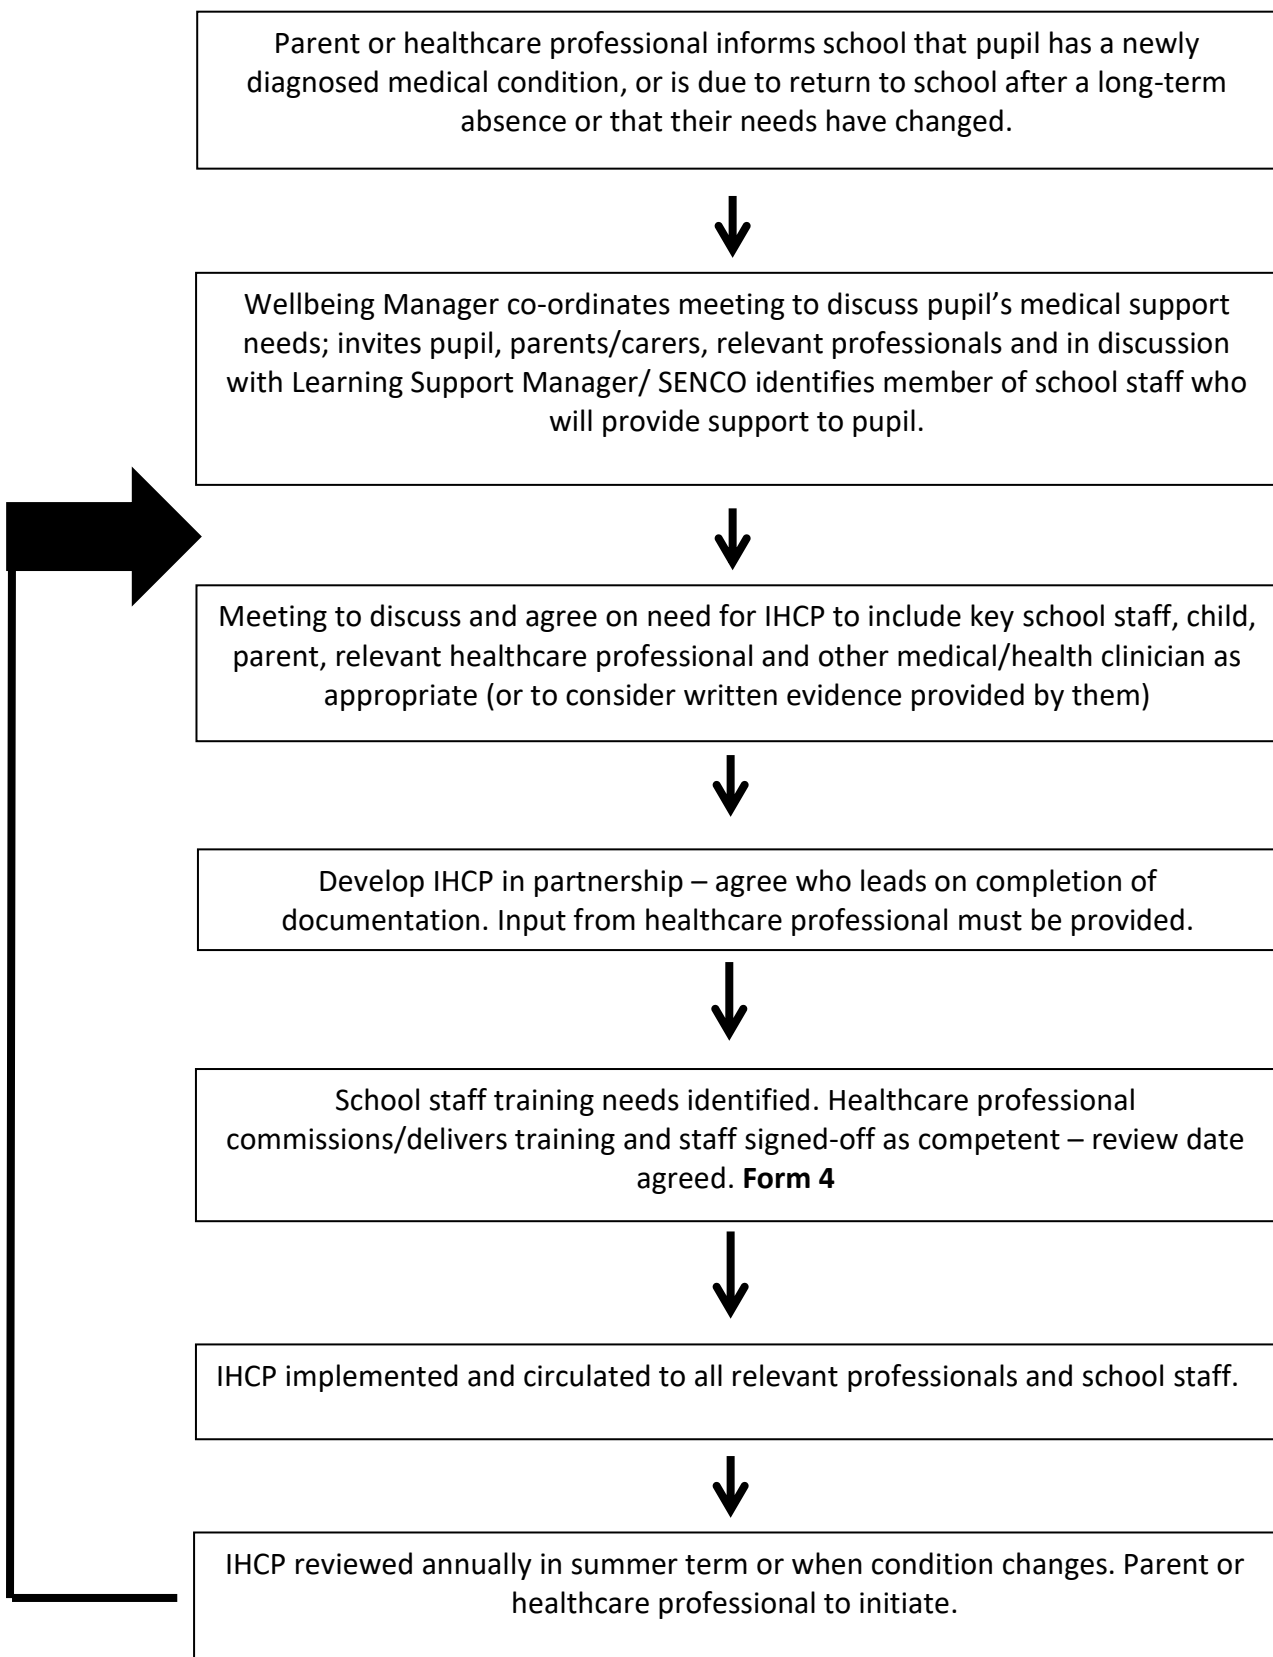 Parent or healthcare professional informs school that pupil has a newly
diagnosed medical condition, or is due to return to school after a long-term
absence or that their needs have changed.
Wellbeing Manager co-ordinates meeting to discuss pupil’s medical support
needs; invites pupil, parents/carers, relevant professionals and in discussion
with Learning Support Manager/ SENCO identifies member of school staff who
will provide support to pupil.
Meeting to discuss and agree on need for IHCP to include key school staff, child,
parent, relevant healthcare professional and other medical/health clinician as
appropriate (or to consider written evidence provided by them)
Develop IHCP in partnership – agree who leads on completion of
documentation. Input from healthcare professional must be provided.
School staff training needs identified. Healthcare professional
commissions/delivers training and staff signed-off as competent – review date
agreed. Form 4
IHCP implemented and circulated to all relevant professionals and school staff.
IHCP reviewed annually in summer term or when condition changes. Parent or
healthcare professional to initiate.